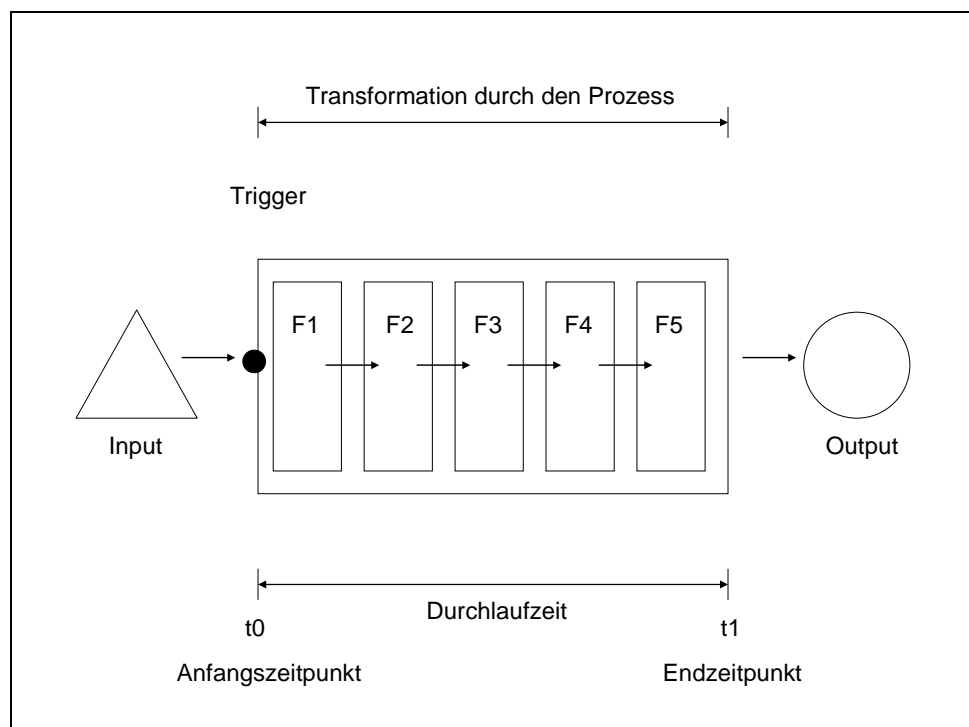 Transformation durch den Prozess
Trigger
F1 F2 F3 F4 F5
Input
Output
Durchlaufzeit
t0
t1
Anfangszeitpunkt
Endzeitpunkt